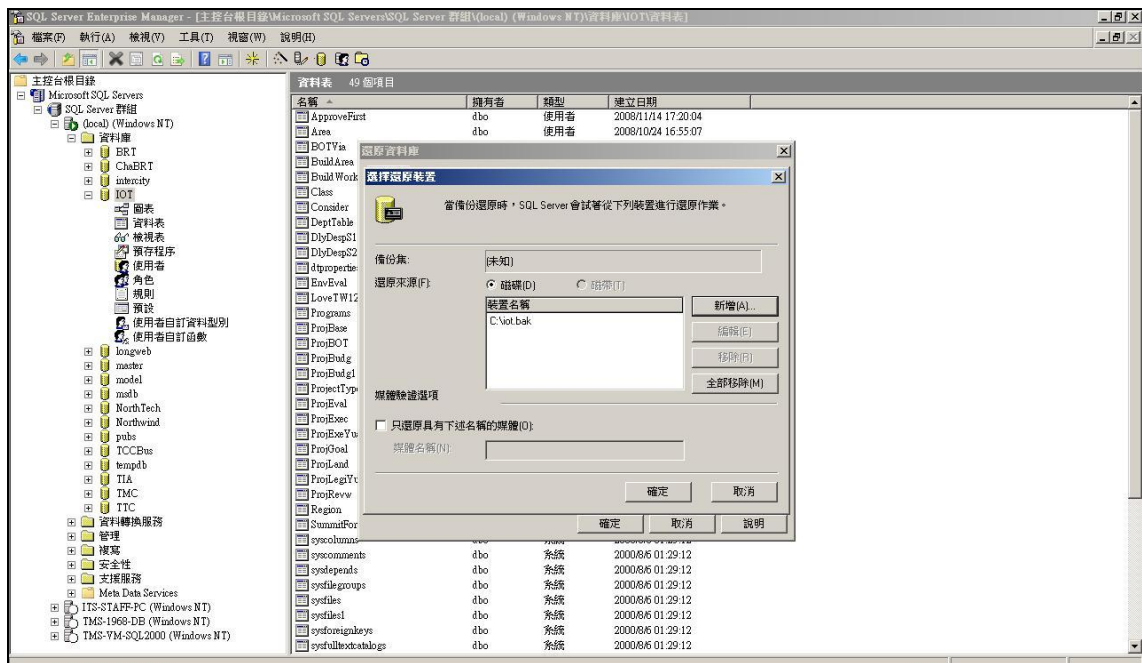 SQL Server Enterprise Manager - [主控台根目錄\Microsoft SQL Servers\SQL Server 群組\(local) (Windows NT)\資料庫\IOT\資料表]
檔案(F) 執行(A) 檢視(V) 工具(T) 視窗(W) 說明(H)
主控台根目錄
Microsoft SQL Servers
SQL Server 群組
(local) (Windows NT)
資料庫
BRT
ChaBRT
intercity
IOT
圖表
資料表
檢視表
預存程序
使用者
角色
規則
預設
使用者自訂資料型別
使用者自訂函數
longweb
master
model
msdb
NorthTech
Northwind
pubs
TCCBus
tempdb
TIA
TMC
TTC
資料轉換服務
管理
複寫
安全性
支援服務
Meta Data Services
ITS-STAFF-PC (Windows NT)
TMS-1968-DB (Windows NT)
TMS-VM-SQL2000 (Windows NT)
資料表 49 個項目
名稱 擁有者 類型 建立日期
ApproveFirst dbo 使用者 2008/11/14 17:20:04
Area dbo 使用者 2008/10/24 16:55:07
BOTVia
BuildArea
BuildWork
Class
Consider
DeptTable
DlyDespS1
DlyDespS2
dtpropertie
EnvEval
LoveTW12
Programs
ProjBase
ProjBOT
ProjBudg
ProjBudg1
ProjectTyp
ProjEval
ProjExec
ProjExeYu
ProjGoal
ProjLand
ProjLegiYu
ProjRevw
Region
SummitFor
syscolumns dbo 系統 2000/8/6 01:29:12
syscomments dbo 系統 2000/8/6 01:29:12
sysdepends dbo 系統 2000/8/6 01:29:12
sysfilegroups dbo 系統 2000/8/6 01:29:12
sysfiles dbo 系統 2000/8/6 01:29:12
sysfiles1 dbo 系統 2000/8/6 01:29:12
sysforeignkeys dbo 系統 2000/8/6 01:29:12
sysfulltextcatalogs dbo 系統 2000/8/6 01:29:12
還原資料庫
選擇還原裝置
當備份還原時，SQL Server 會試著從下列裝置進行還原作業。
備份集: (未知)
還原來源(F): 磁碟(D) 磁帶(T)
裝置名稱
C:\iot.bak
新增(A)...
編輯(E)
移除(R)
全部移除(M)
媒體驗證選項
只還原具有下述名稱的媒體(O):
媒體名稱(N):
確定 取消
確定 取消 說明